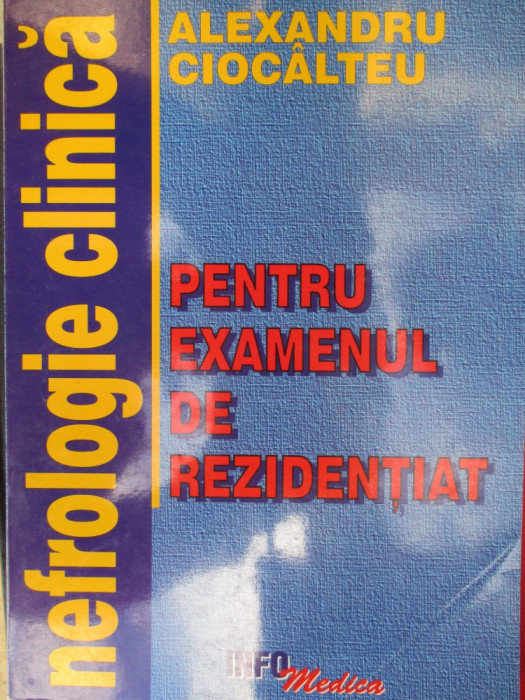 ALEXANDRU
CIOCÂLTEU
nefrologie clinică
PENTRU
EXAMENUL
DE
REZIDENȚIAT
INFO
Medica